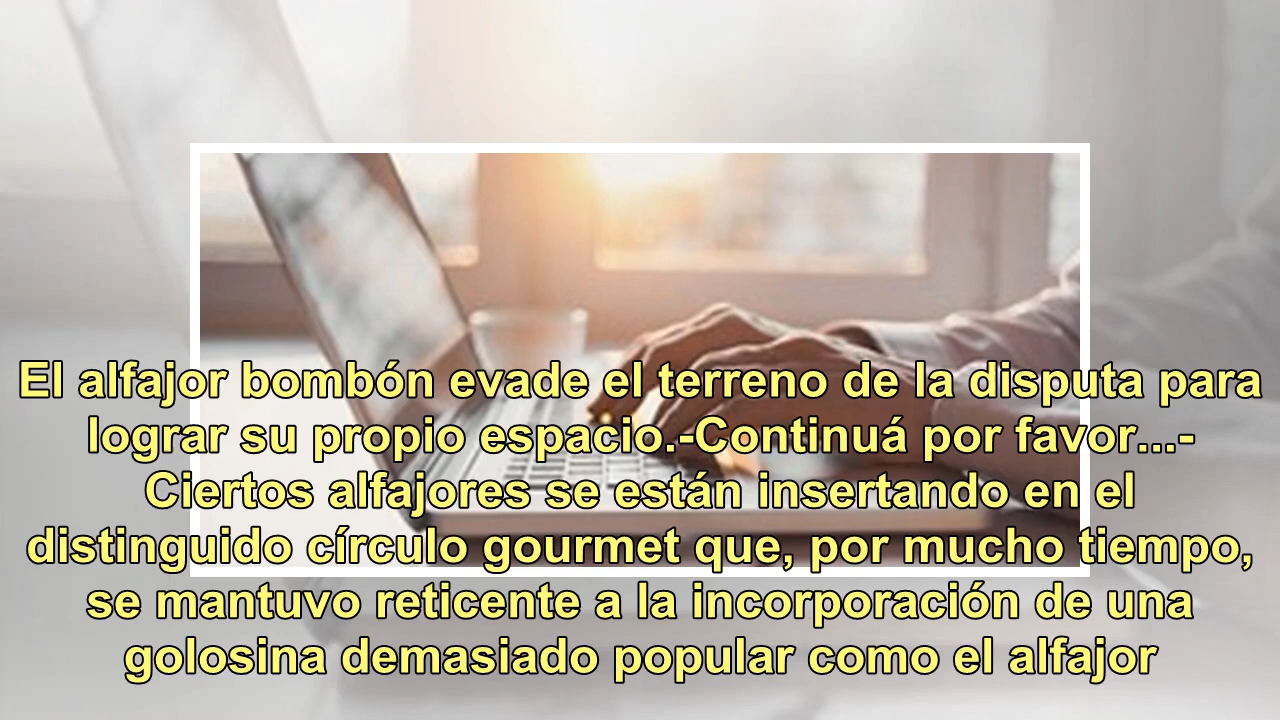 El alfajor bombón evade el terreno de la disputa para
lograr su propio espacio.-Continuá por favor...-
Ciertos alfajores se están insertando en el
distinguido círculo gourmet que, por mucho tiempo,
se mantuvo reticente a la incorporación de una
golosina demasiado popular como el alfajor